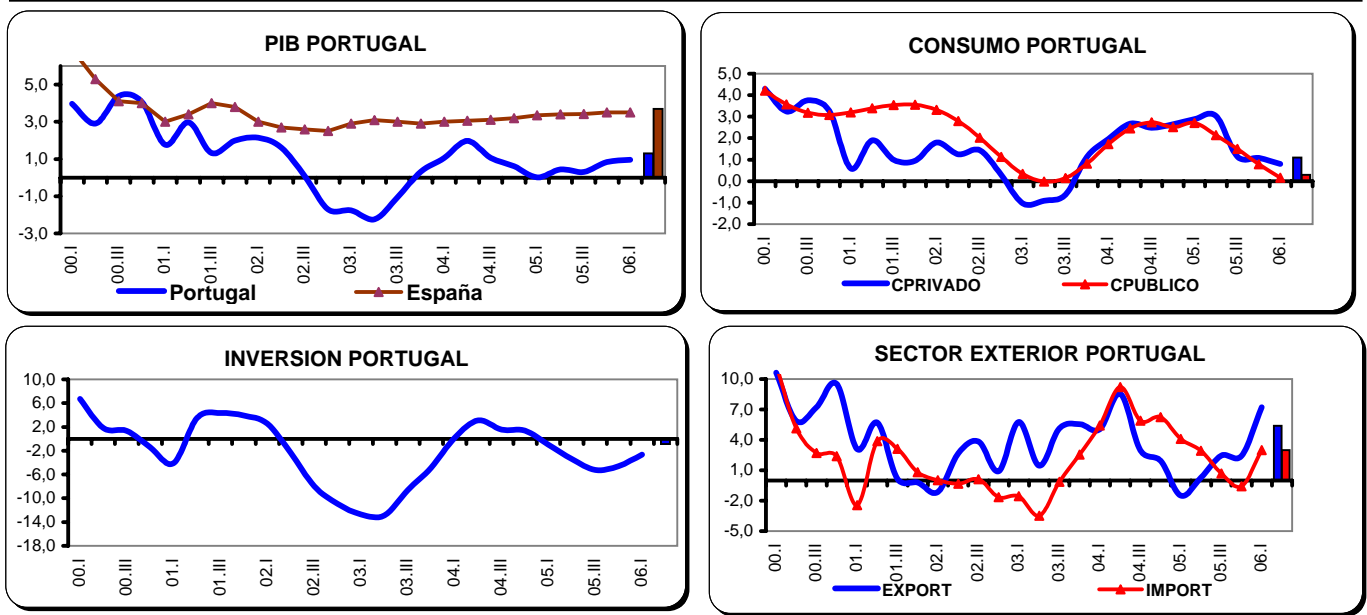 PIB PORTUGAL
5,0
3,0
1,0
-1,0
-3,0
00.I
00.III
01.I
01.III
02.I
02.III
03.I
03.III
04.I
04.III
05.I
05.III
06.I
Portugal
España
CONSUMO PORTUGAL
5,0
4,0
3,0
2,0
1,0
0,0
-1,0
-2,0
00.I
00.III
01.I
01.III
02.I
02.III
03.I
03.III
04.I
04.III
05.I
05.III
06.I
CPRIVADO
CPUBLICO
INVERSION PORTUGAL
10,0
6,0
2,0
-2,0
-6,0
-10,0
-14,0
-18,0
00.I
00.III
01.I
01.III
02.I
02.III
03.I
03.III
04.I
04.III
05.I
05.III
06.I
SECTOR EXTERIOR PORTUGAL
10,0
7,0
4,0
1,0
-2,0
-5,0
00.I
00.III
01.I
01.III
02.I
02.III
03.I
03.III
04.I
04.III
05.I
05.III
06.I
EXPORT
IMPORT